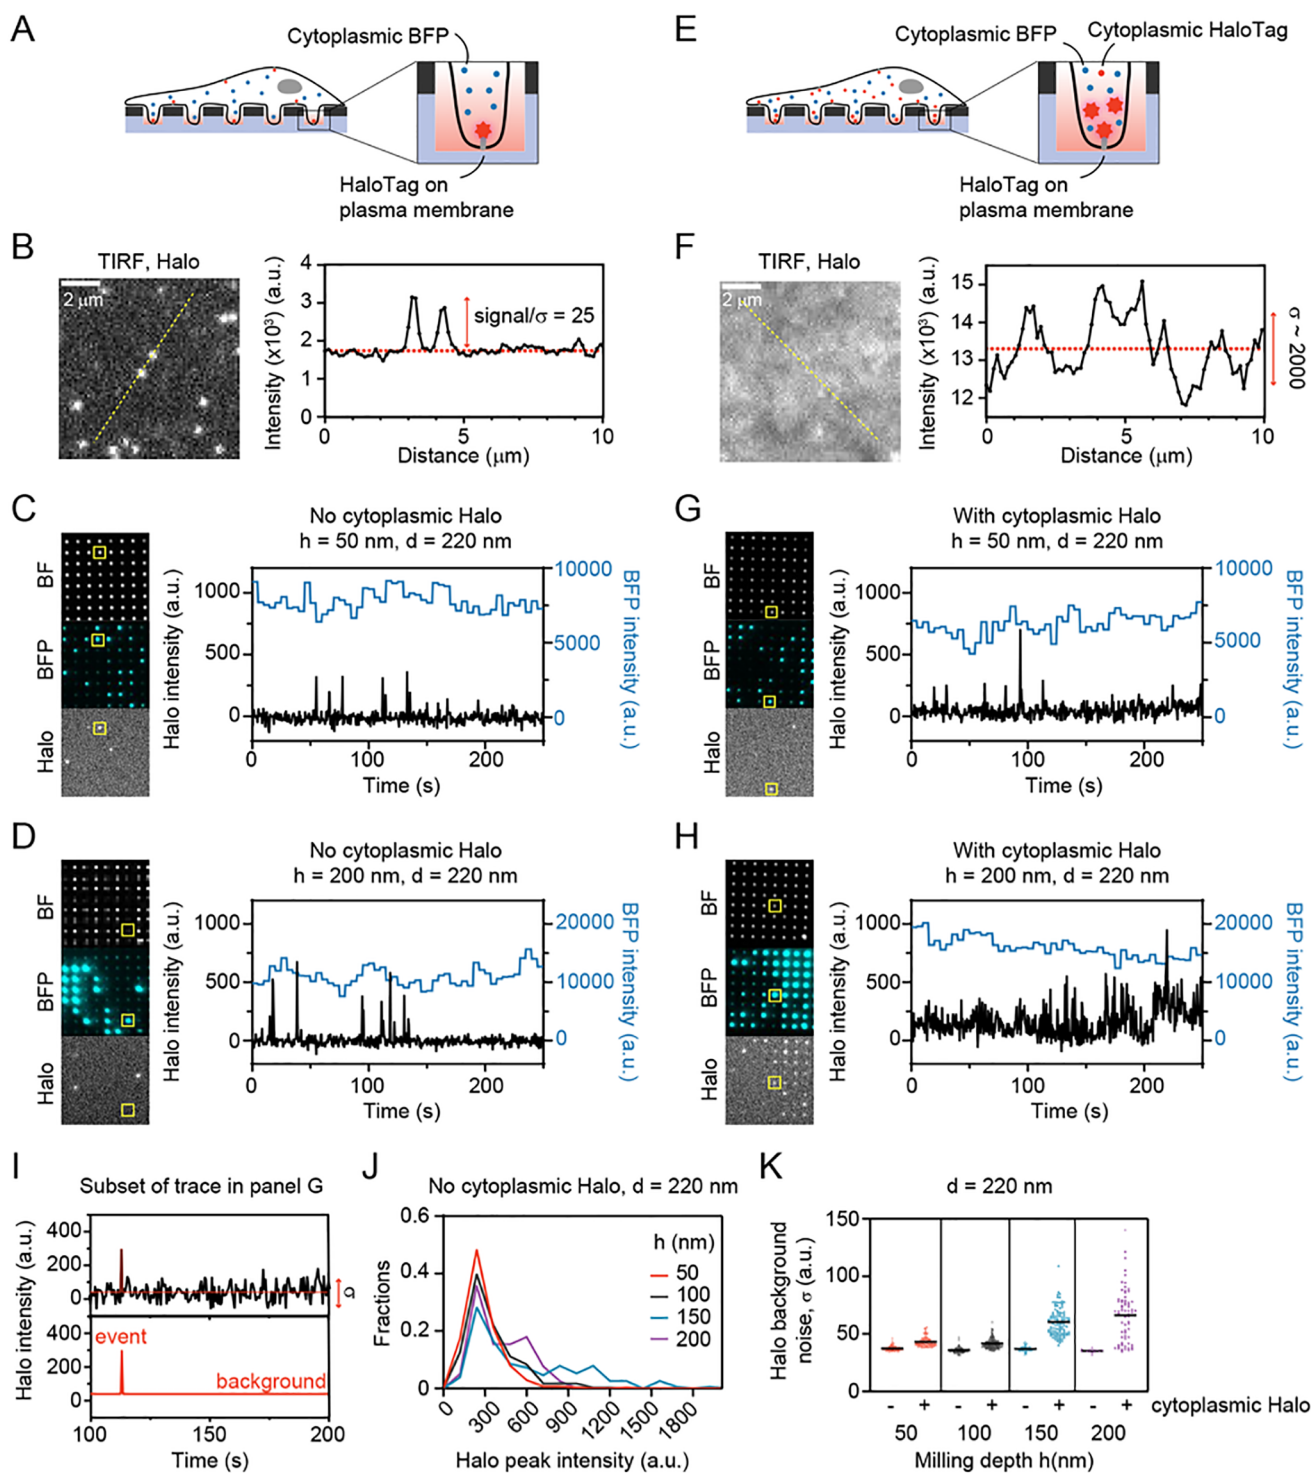 A
Cytoplasmic BFP
HaloTag on
plasma membrane
E
Cytoplasmic BFP
Cytoplasmic HaloTag
HaloTag on
plasma membrane
B
TIRF, Halo
2 μm
Intensity (x10³) (a.u.)
4
3
2
1
0
signal/σ = 25
0
5
10
Distance (μm)
F
TIRF, Halo
2 μm
Intensity (x10³) (a.u.)
15
14
13
12
σ ~ 2000
0
5
10
Distance (μm)
C
No cytoplasmic Halo
h = 50 nm, d = 220 nm
BF
BFP
Halo
Halo intensity (a.u.)
1000
500
0
10000
5000
0
BFP intensity
(a.u.)
0
100
200
Time (s)
G
With cytoplasmic Halo
h = 50 nm, d = 220 nm
BF
BFP
Halo
Halo intensity (a.u.)
1000
500
0
10000
5000
0
BFP intensity
(a.u.)
0
100
200
Time (s)
D
No cytoplasmic Halo
h = 200 nm, d = 220 nm
BF
BFP
Halo
Halo intensity (a.u.)
1000
500
0
20000
10000
0
BFP intensity
(a.u.)
0
100
200
Time (s)
H
With cytoplasmic Halo
h = 200 nm, d = 220 nm
BF
BFP
Halo
Halo intensity (a.u.)
1000
500
0
20000
10000
0
BFP intensity
(a.u.)
0
100
200
Time (s)
I
Subset of trace in panel G
Halo intensity (a.u.)
400
200
0
σ
400
200
0
event
background
100
150
200
Time (s)
J
No cytoplasmic Halo, d = 220 nm
Fractions
0.6
0.4
0.2
0
h (nm)
50
100
150
200
0
300
600
900
1200
1500
1800
Halo peak intensity (a.u.)
K
d = 220 nm
Halo background
noise, σ (a.u.)
150
100
50
0
- + - + - + - + cytoplasmic Halo
50 100 150 200
Milling depth h(nm)